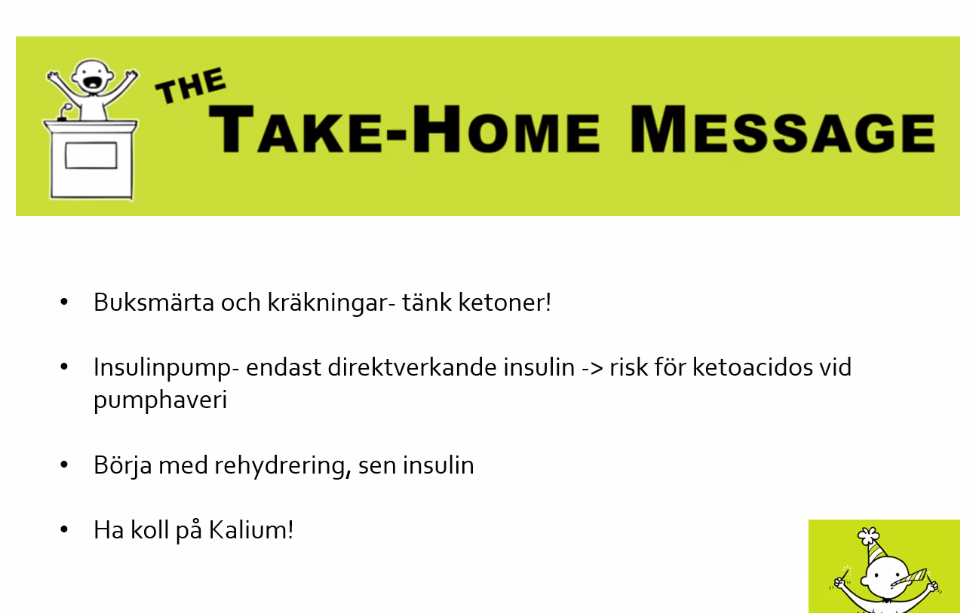 THE
TAKE-HOME MESSAGE
• Buksmärta och kräkningar- tänk ketoner!
• Insulinpump- endast direktverkande insulin -> risk för ketoacidos vid
pumphaveri
• Börja med rehydrering, sen insulin
• Ha koll på Kalium!